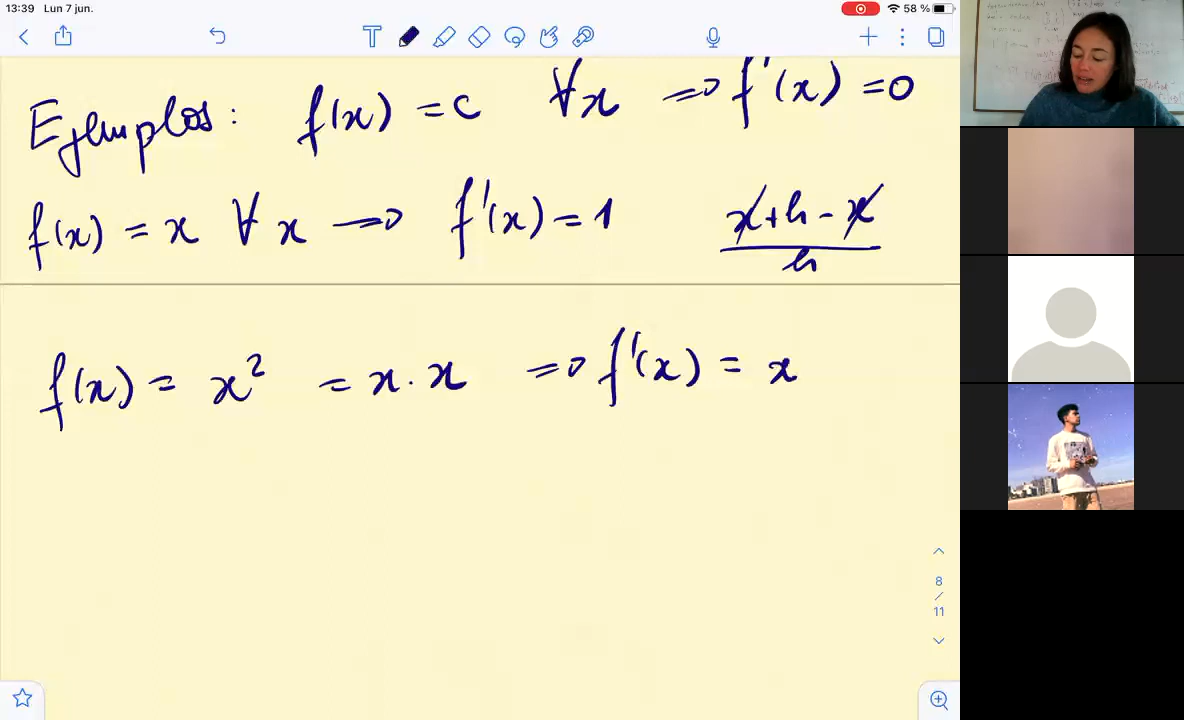 13:39 Lun 7 jun. 58 %
Ejemplos: f(x) = c ∀x ⇒ f'(x) = 0
f(x) = x ∀ x → f'(x) = 1 (x + h - x)/h
f(x) = x² = x · x ⇒ f'(x) = x
8
/
11